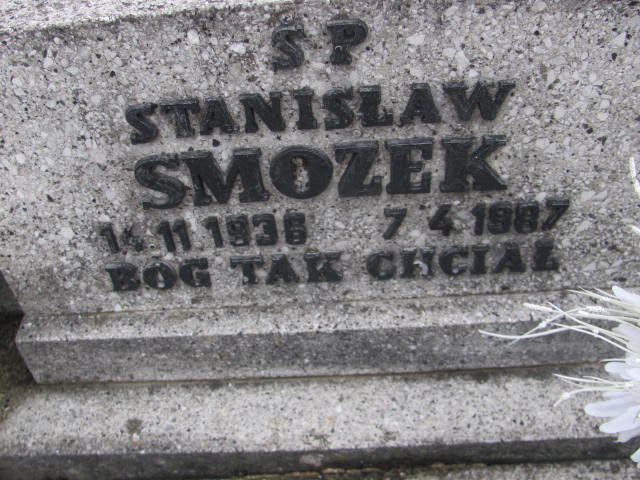 Ś P
STANISŁAW
SMOZEK
14.11.1936 7.4.1987
BÓG TAK CHCIAŁ